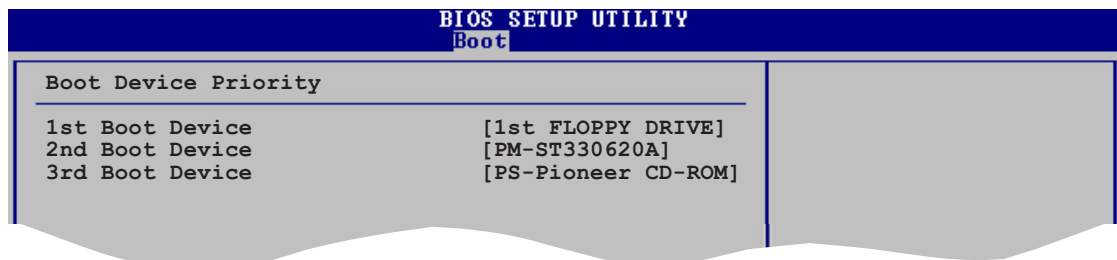 BIOS SETUP UTILITY
Boot
Boot Device Priority
1st Boot Device [1st FLOPPY DRIVE]
2nd Boot Device [PM-ST330620A]
3rd Boot Device [PS-Pioneer CD-ROM]